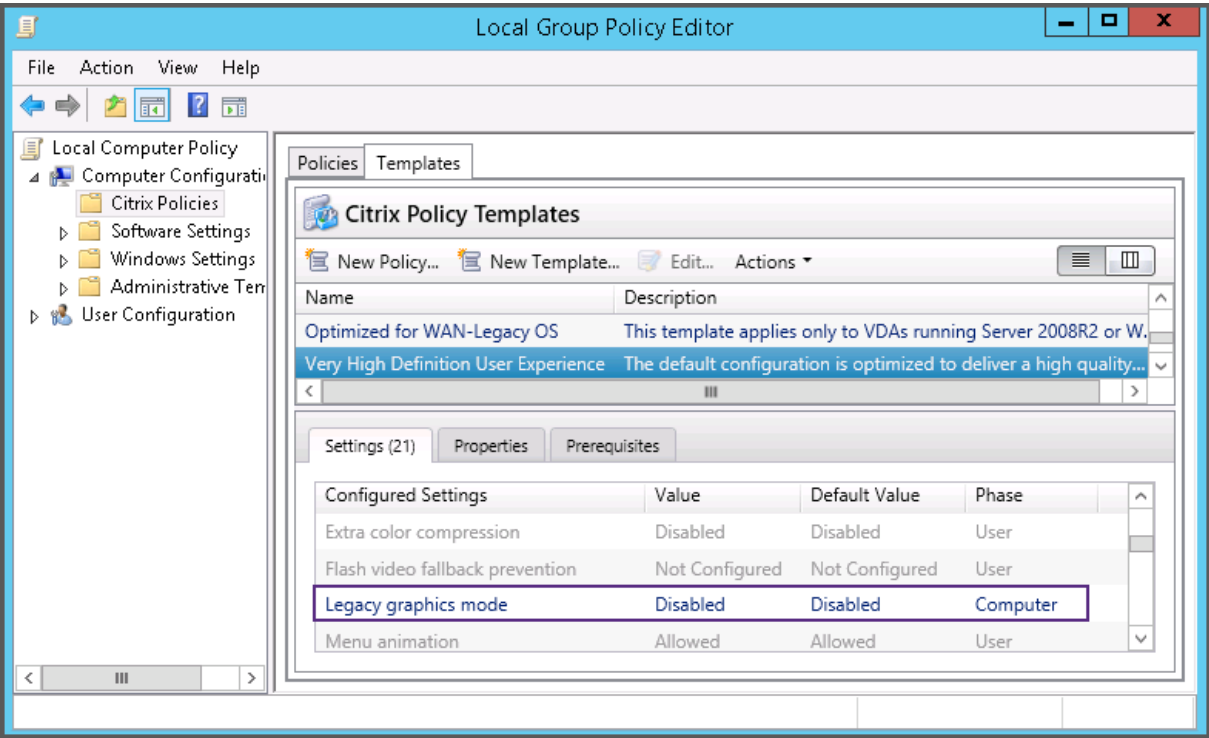 Local Group Policy Editor
File Action View Help
Local Computer Policy
Computer Configurati
Citrix Policies
Software Settings
Windows Settings
Administrative Tem
User Configuration
Policies Templates
Citrix Policy Templates
New Policy... New Template... Edit... Actions
Name Description
Optimized for WAN-Legacy OS This template applies only to VDAs running Server 2008R2 or W.
Very High Definition User Experience The default configuration is optimized to deliver a high quality...
Settings (21) Properties Prerequisites
Configured Settings Value Default Value Phase
Extra color compression Disabled Disabled User
Flash video fallback prevention Not Configured Not Configured User
Legacy graphics mode Disabled Disabled Computer
Menu animation Allowed Allowed User